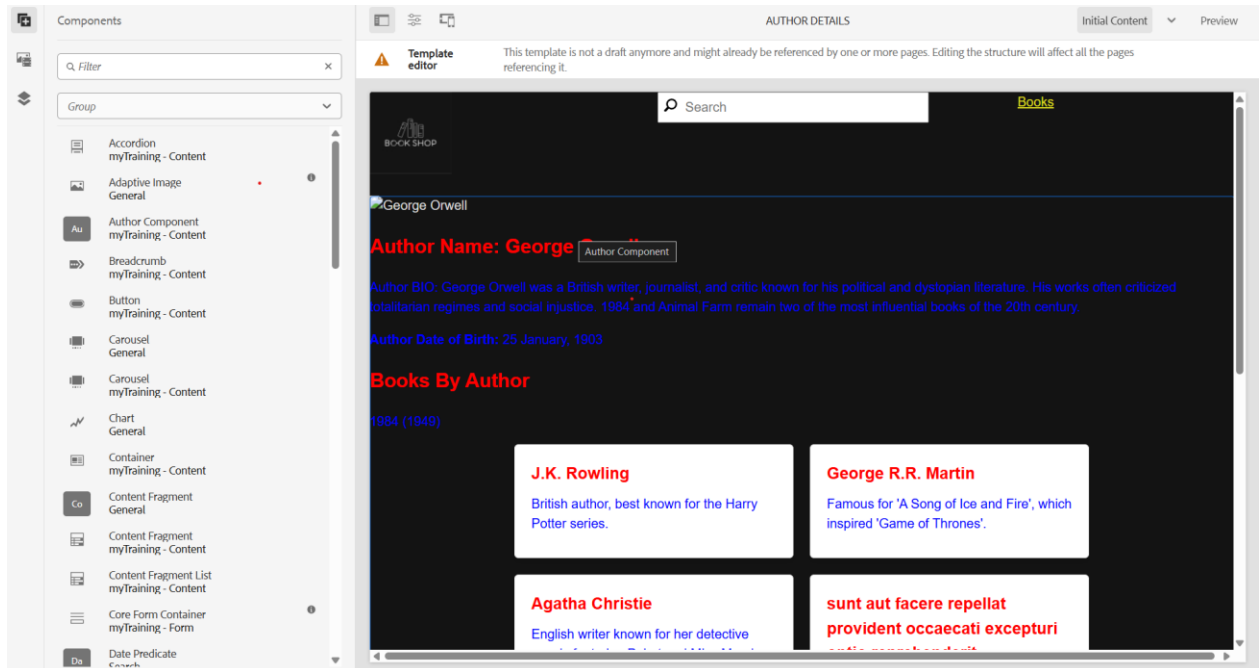 Components
Filter
Group
Accordion
myTraining - Content
Adaptive Image
General
Au
Author Component
myTraining - Content
Breadcrumb
myTraining - Content
Button
myTraining - Content
Carousel
General
Carousel
myTraining - Content
Chart
General
Container
myTraining - Content
Co
Content Fragment
General
Content Fragment
myTraining - Content
Content Fragment List
myTraining - Content
Core Form Container
myTraining - Form
Da
Date Predicate
Search
AUTHOR DETAILS
Initial Content
Preview
Template
editor
This template is not a draft anymore and might already be referenced by one or more pages. Editing the structure will affect all the pages
referencing it.
BOOK SHOP
Search
Books
George Orwell
Author Name: George
Author Component
Author BIO: George Orwell was a British writer, journalist, and critic known for his political and dystopian literature. His works often criticized
totalitarian regimes and social injustice. 1984 and Animal Farm remain two of the most influential books of the 20th century.
Author Date of Birth: 25 January, 1903
Books By Author
1984 (1949)
J.K. Rowling
British author, best known for the Harry
Potter series.
George R.R. Martin
Famous for 'A Song of Ice and Fire', which
inspired 'Game of Thrones'.
Agatha Christie
English writer known for her detective
sunt aut facere repellat
provident occaecati excepturi